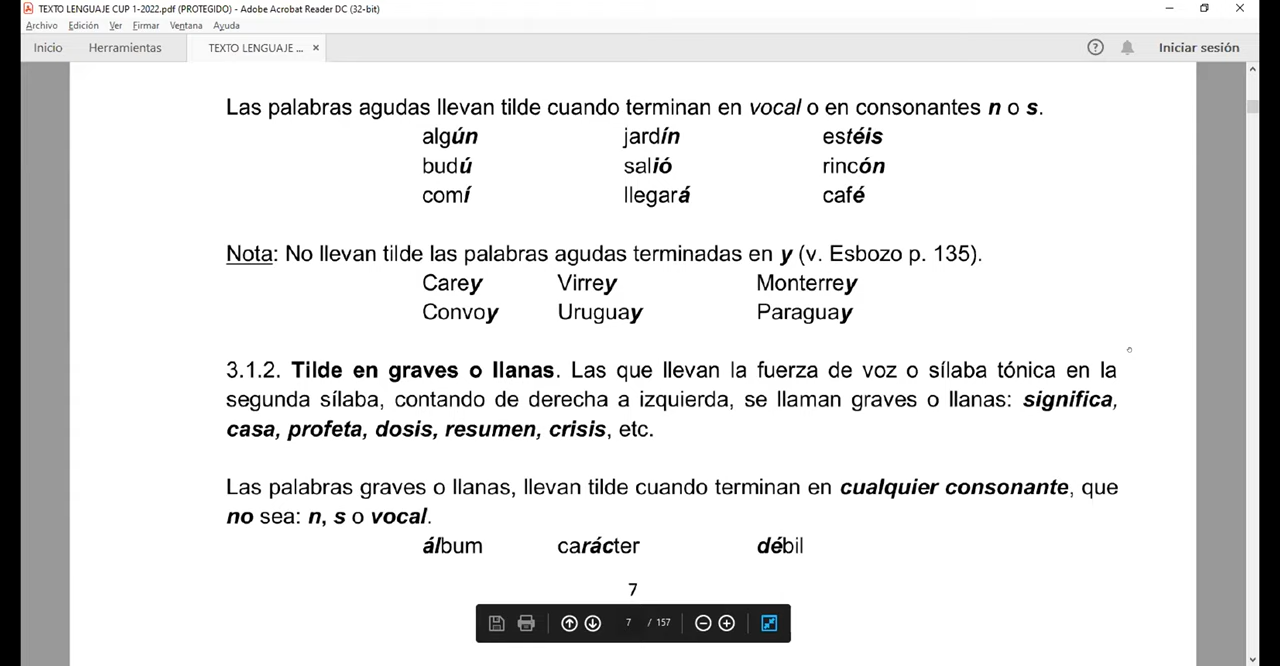 TEXTO LENGUAJE CUP 1-2022.pdf (PROTEGIDO) - Adobe Acrobat Reader DC (32-bit)
Archivo Edición Ver Firmar Ventana Ayuda
Inicio Herramientas TEXTO LENGUAJE ... × Iniciar sesión
Las palabras agudas llevan tilde cuando terminan en vocal o en consonantes n o s.
algún jardín estéis
budú salió rincón
comí llegará café
Nota: No llevan tilde las palabras agudas terminadas en y (v. Esbozo p. 135).
Carey Virrey Monterrey
Convoy Uruguay Paraguay
3.1.2. Tilde en graves o llanas. Las que llevan la fuerza de voz o sílaba tónica en la
segunda sílaba, contando de derecha a izquierda, se llaman graves o llanas: significa,
casa, profeta, dosis, resumen, crisis, etc.
Las palabras graves o llanas, llevan tilde cuando terminan en cualquier consonante, que
no sea: n, s o vocal.
álbum carácter débil
7
7 / 157